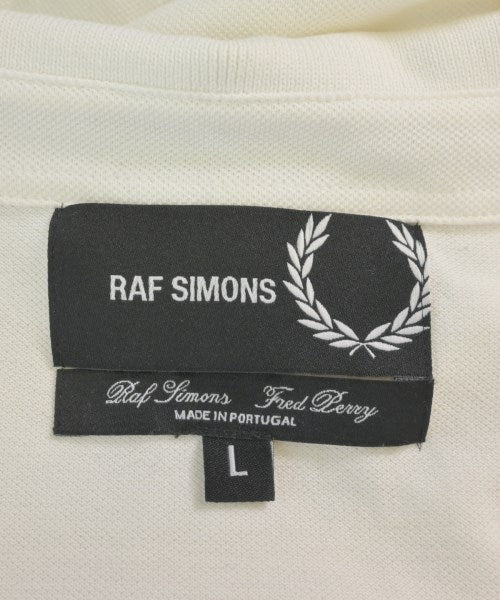 RAF SIMONS
Raf Simons Fred Perry
MADE IN PORTUGAL
L